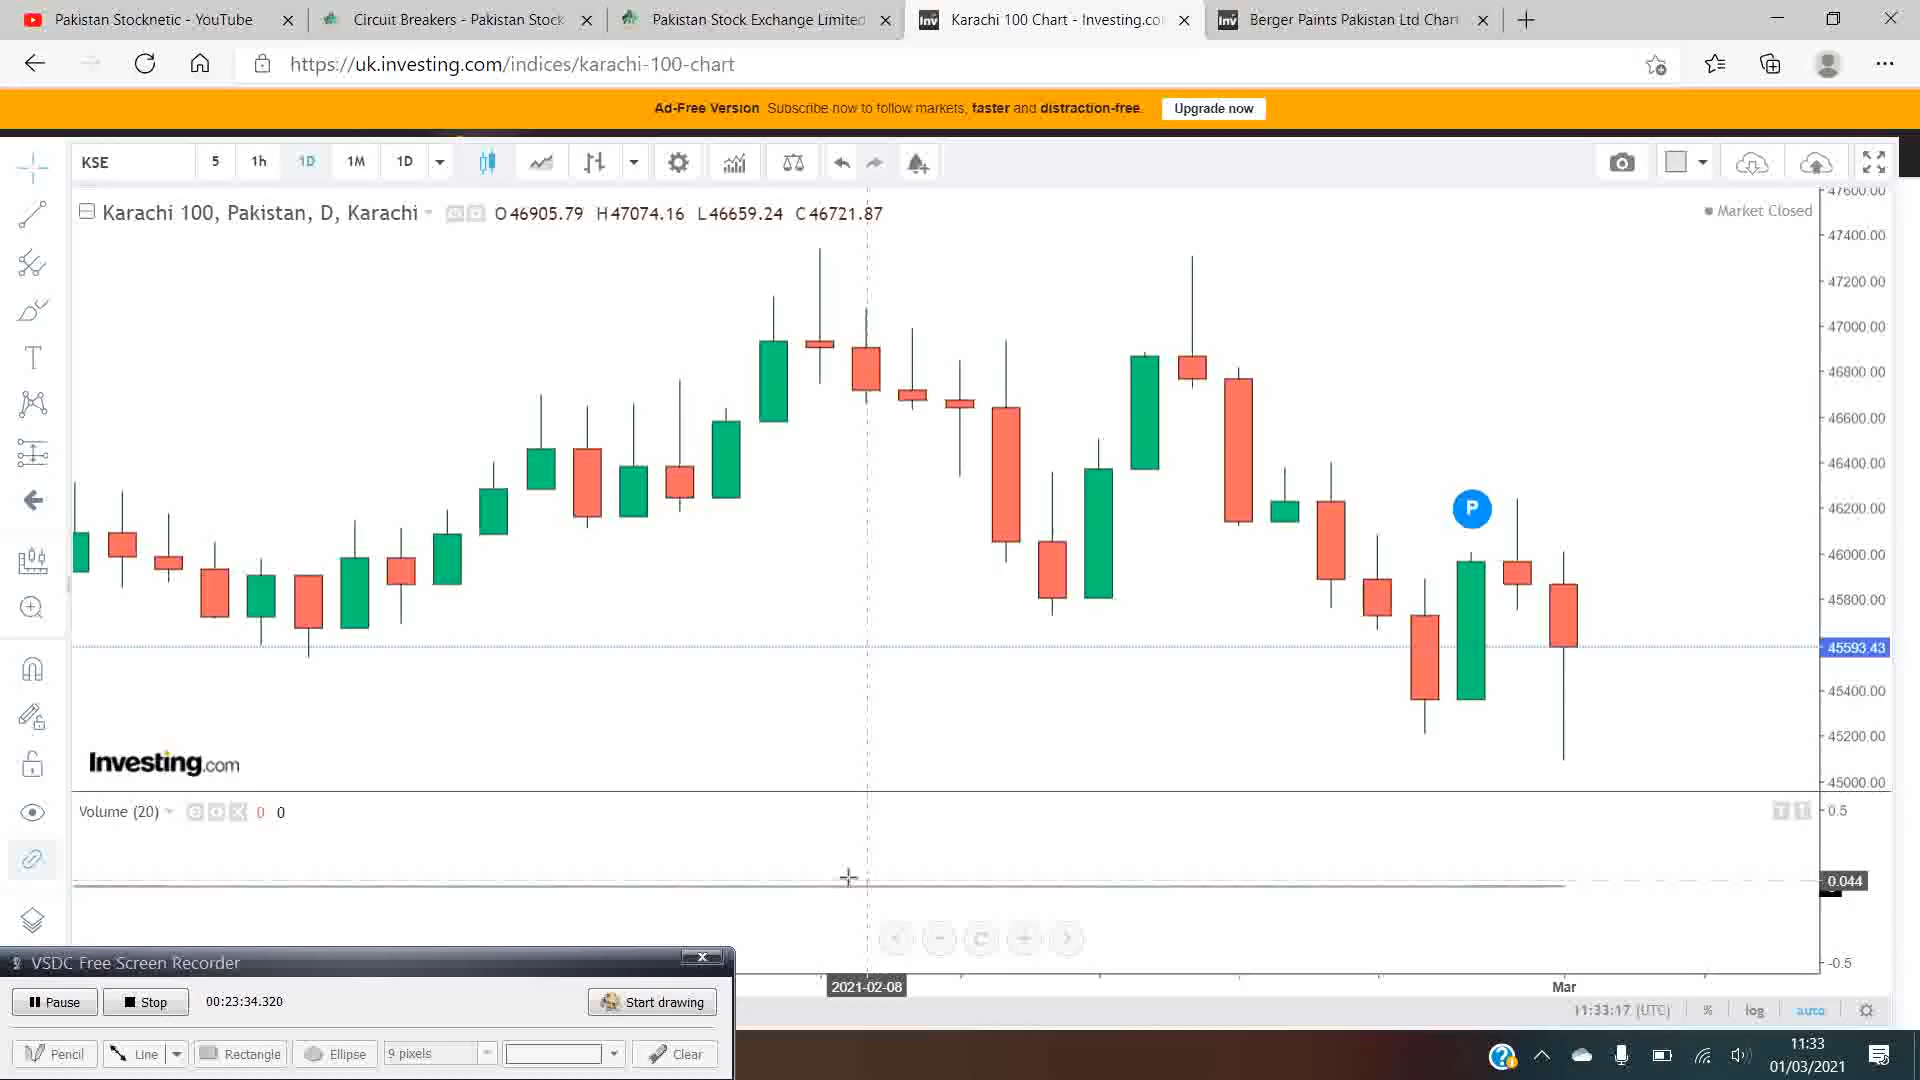 Pakistan Stocknetic - YouTube
Circuit Breakers - Pakistan Stock
Pakistan Stock Exchange Limited
Karachi 100 Chart - Investing.co
Berger Paints Pakistan Ltd Chart
https://uk.investing.com/indices/karachi-100-chart
Ad-Free Version Subscribe now to follow markets, faster and distraction-free. Upgrade now
KSE 5 1h 1D 1M 1D
Karachi 100, Pakistan, D, Karachi O46905.79 H47074.16 L46659.24 C46721.87
Market Closed
47600.00
47400.00
47200.00
47000.00
46800.00
46600.00
46400.00
46200.00
46000.00
45800.00
45593.43
45400.00
45200.00
45000.00
P
Investing.com
Volume (20) 0 0
0.5
0.044
-0.5
2021-02-08 Mar
11:33:17 (UTC) % log auto
VSDC Free Screen Recorder
Pause Stop 00:23:34.320 Start drawing
Pencil Line Rectangle Ellipse 9 pixels Clear
11:33
01/03/2021